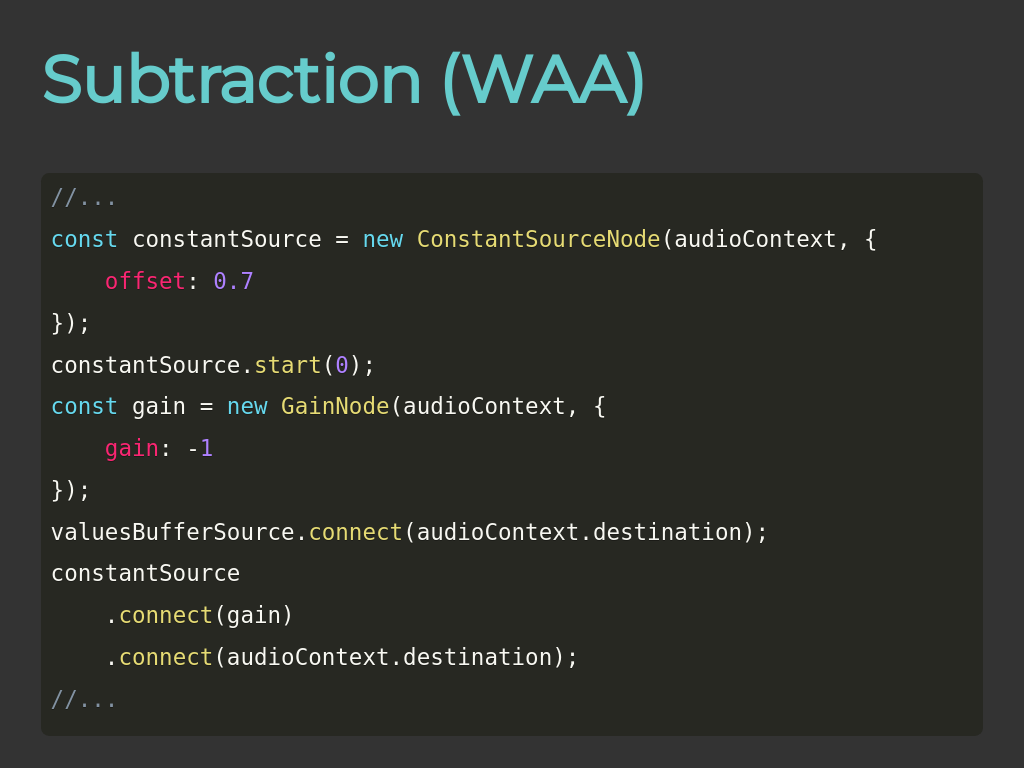 Subtraction (WAA)
//...
const constantSource = new ConstantSourceNode(audioContext, {
    offset: 0.7
});
constantSource.start(0);
const gain = new GainNode(audioContext, {
    gain: -1
});
valuesBufferSource.connect(audioContext.destination);
constantSource
    .connect(gain)
    .connect(audioContext.destination);
//...